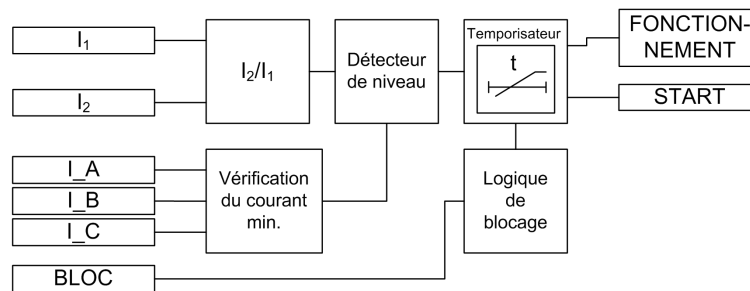 I₁
I₂
I_A
I_B
I_C
BLOC
I₂/I₁
Vérification
du courant
min.
Détecteur
de niveau
Temporisateur
t
Logique
de
blocage
FONCTION-
NEMENT
START